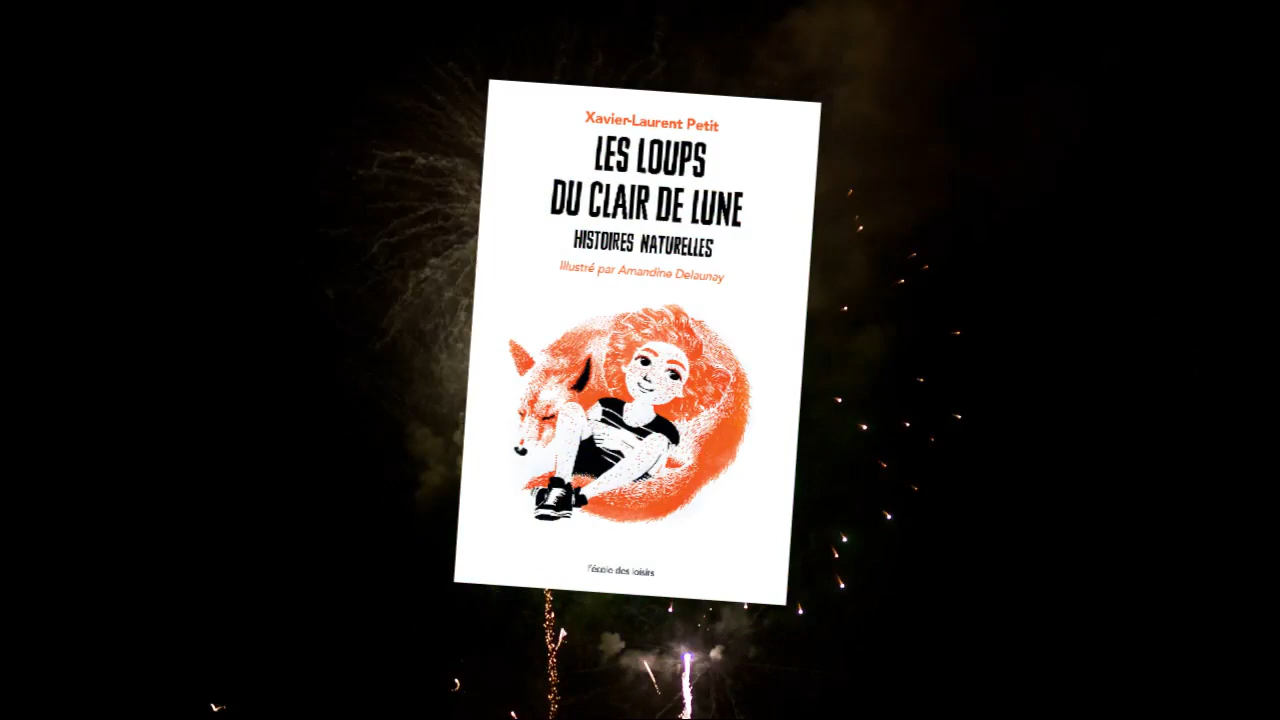 Xavier-Laurent Petit
LES LOUPS
DU CLAIR DE LUNE
HISTOIRES NATURELLES
Illustré par Amandine Delaunay
l'école des loisirs